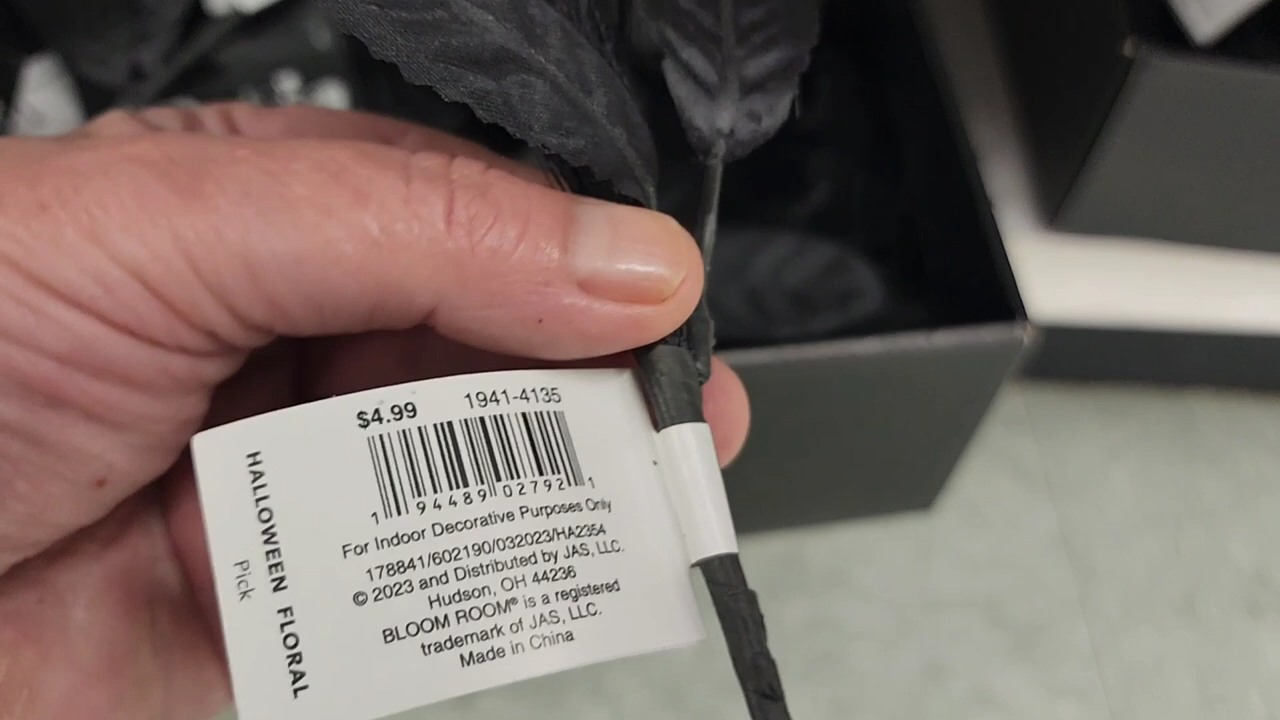 $4.99 1941-4135
1 94489 02792 1
For Indoor Decorative Purposes Only
178841/602190/032023/HA2354
© 2023 and Distributed by JAS, LLC.
Hudson, OH 44236
BLOOM ROOM® is a registered
trademark of JAS, LLC.
Made in China
HALLOWEEN FLORAL
Pick